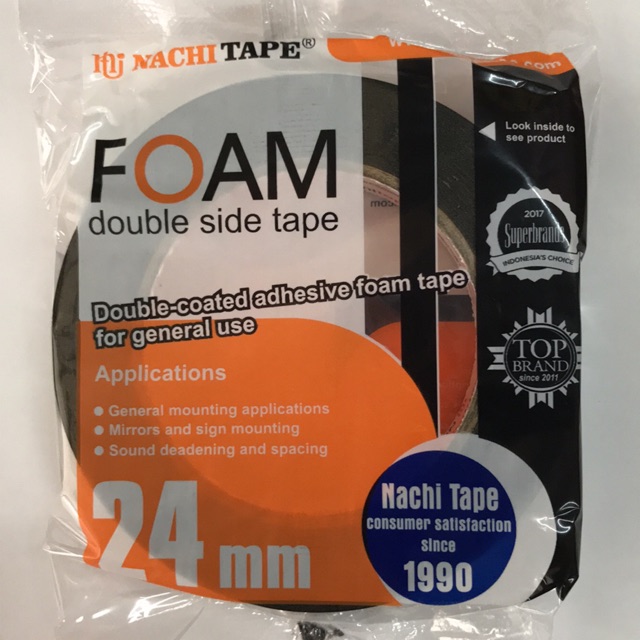 NACHI TAPE®
FOAM
double side tape
Double-coated adhesive foam tape
for general use
Applications
General mounting applications
Mirrors and sign mounting
Sound deadening and spacing
24 mm
Look inside to
see product
2017
Superbrands
INDONESIA'S CHOICE
TOP
BRAND
since 2011
Nachi Tape
consumer satisfaction
since
1990